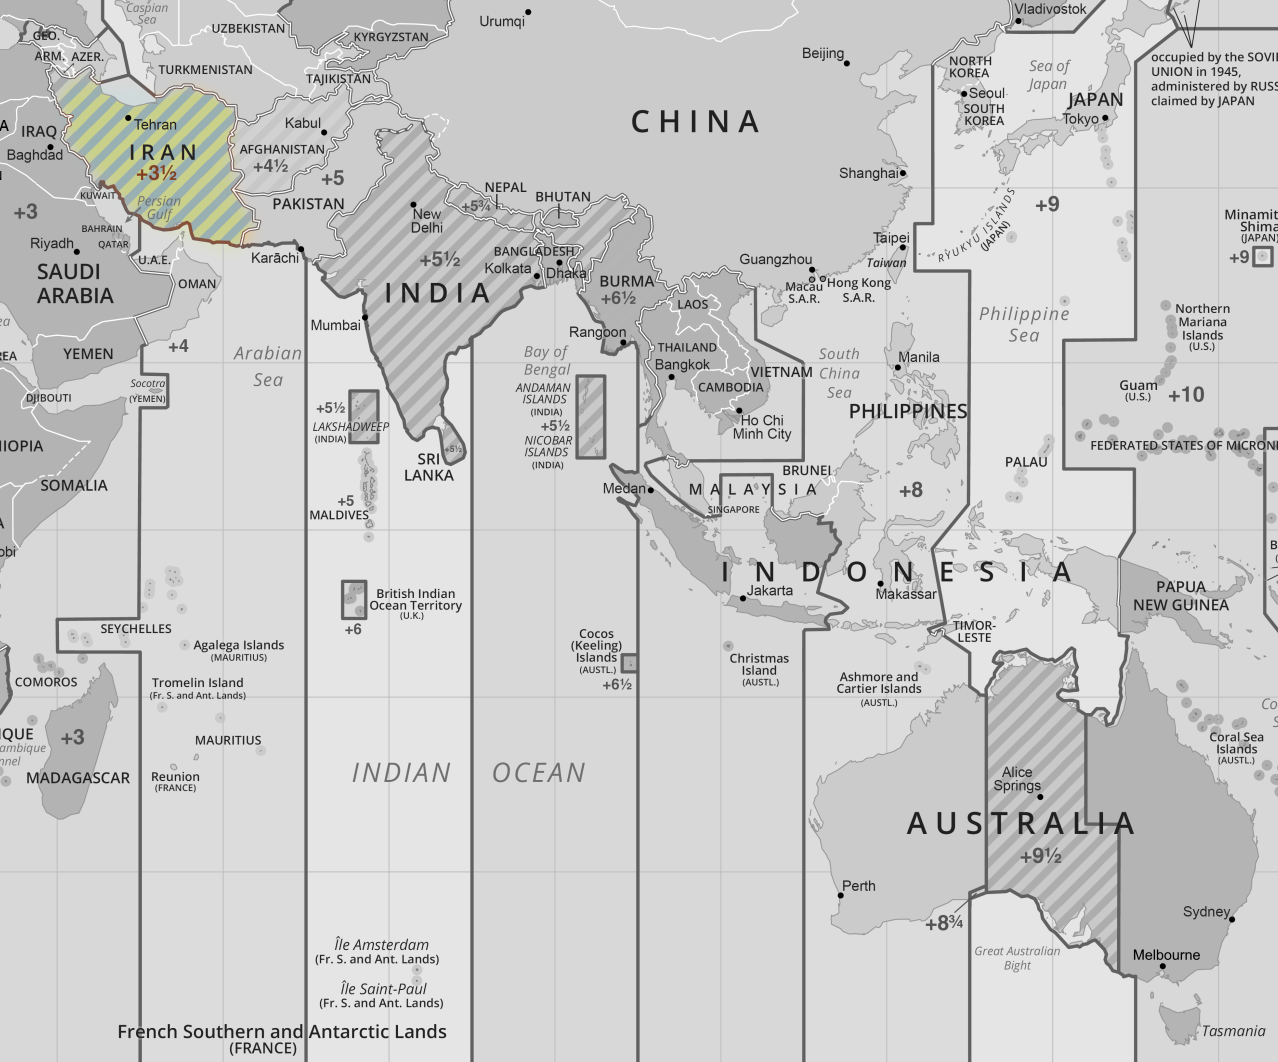 Caspian
Sea
UZBEKISTAN
Urumqi
KYRGYZSTAN
Vladivostok
GEO.
ARM.
AZER.
TURKMENISTAN
TAJIKISTAN
Beijing
NORTH
KOREA
Sea of
Japan
occupied by the
UNION in 1945,
administered by
claimed by JAPAN
Seoul
SOUTH
KOREA
JAPAN
Tokyo
IRAQ
Baghdad
Tehran
IRAN
+3½
Kabul
AFGHANISTAN
+4½
CHINA
+5
PAKISTAN
NEPAL
+5¾
BHUTAN
Shanghai
+3
KUWAIT
Persian
Gulf
BAHRAIN
QATAR
Riyadh
SAUDI
ARABIA
U.A.E.
OMAN
Karāchi
New
Delhi
+5½
INDIA
BANGLADESH
Kolkata
Dhaka
BURMA
+6½
Guangzhou
Macau
S.A.R.
Hong Kong
S.A.R.
Taipei
Taiwan
RYUKYU ISLANDS
(JAPAN)
+9
Minamit
Shima
(JAPAN)
+9
LAOS
Mumbai
Rangoon
YEMEN
+4
Arabian
Sea
Bay of
Bengal
THAILAND
Bangkok
CAMBODIA
VIETNAM
South
China
Sea
Manila
PHILIPPINES
Philippine
Sea
Northern
Mariana
Islands
(U.S.)
Guam
(U.S.)
+10
Socotra
(YEMEN)
DJIBOUTI
+5½
LAKSHADWEEP
(INDIA)
ANDAMAN
ISLANDS
(INDIA)
+5½
NICOBAR
ISLANDS
(INDIA)
Ho Chi
Minh City
FEDERATED STATES OF
SOMALIA
+5½
SRI
LANKA
+5
MALDIVES
Medan
MALAYSIA
SINGAPORE
BRUNEI
+8
PALAU
INDONESIA
Jakarta
Makassar
PAPUA
NEW GUINEA
British Indian
Ocean Territory
(U.K.)
+6
SEYCHELLES
Agalega Islands
(MAURITIUS)
Cocos
(Keeling)
Islands
(AUSTL.)
+6½
Christmas
Island
(AUSTL.)
TIMOR-
LESTE
Ashmore and
Cartier Islands
(AUSTL.)
COMOROS
Tromelin Island
(Fr. S. and Ant. Lands)
+3
MADAGASCAR
MAURITIUS
Reunion
(FRANCE)
INDIAN OCEAN
Coral Sea
Islands
(AUSTL.)
Alice
Springs
AUSTRALIA
+9½
Perth
+8¾
Great Australian
Bight
Sydney
Melbourne
Tasmania
Île Amsterdam
(Fr. S. and Ant. Lands)
Île Saint-Paul
(Fr. S. and Ant. Lands)
French Southern and Antarctic Lands
(FRANCE)